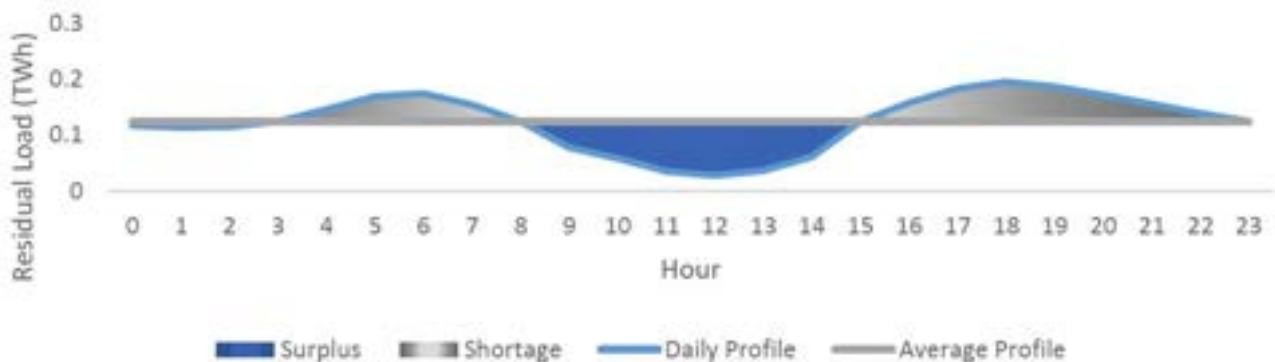 Residual Load (TWh)
0.3
0.2
0.1
0
0 1 2 3 4 5 6 7 8 9 10 11 12 13 14 15 16 17 18 19 20 21 22 23
Hour
Surplus Shortage Daily Profile Average Profile